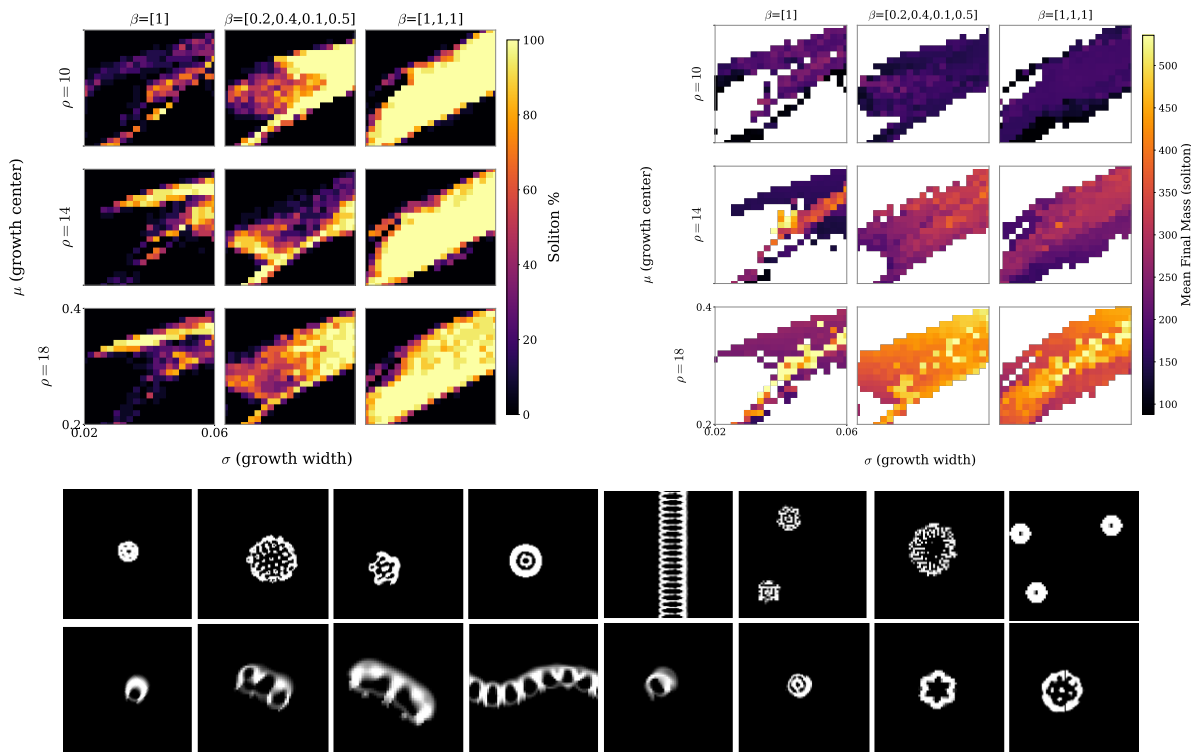 β=[1] β=[0.2,0.4,0.1,0.5] β=[1,1,1]
ρ = 10
ρ = 14
ρ = 18
μ (growth center)
0.4
0.2
0.02 0.06
σ (growth width)
100
80
60
40
20
0
Soliton %
β=[1] β=[0.2,0.4,0.1,0.5] β=[1,1,1]
ρ = 10
ρ = 14
ρ = 18
μ (growth center)
0.4
0.2
0.02 0.06
σ (growth width)
500
450
400
350
300
250
200
150
100
Mean Final Mass (soliton)